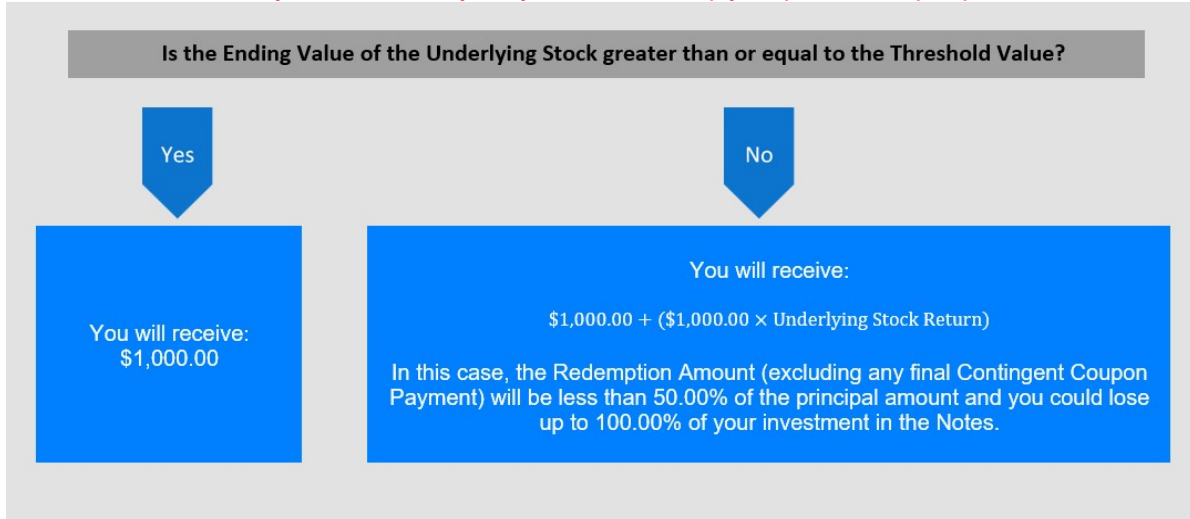 Is the Ending Value of the Underlying Stock greater than or equal to the Threshold Value?
Yes
No
You will receive:
$1,000.00
You will receive:
$1,000.00 + ($1,000.00 × Underlying Stock Return)
In this case, the Redemption Amount (excluding any final Contingent Coupon
Payment) will be less than 50.00% of the principal amount and you could lose
up to 100.00% of your investment in the Notes.